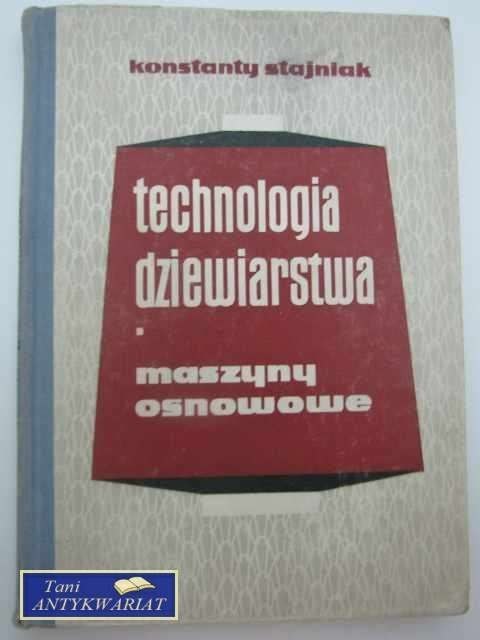 konstanty stajniak
technologia
dziewiarstwa
.
maszyny
osnowowe
Tani
ANTYKWARIAT